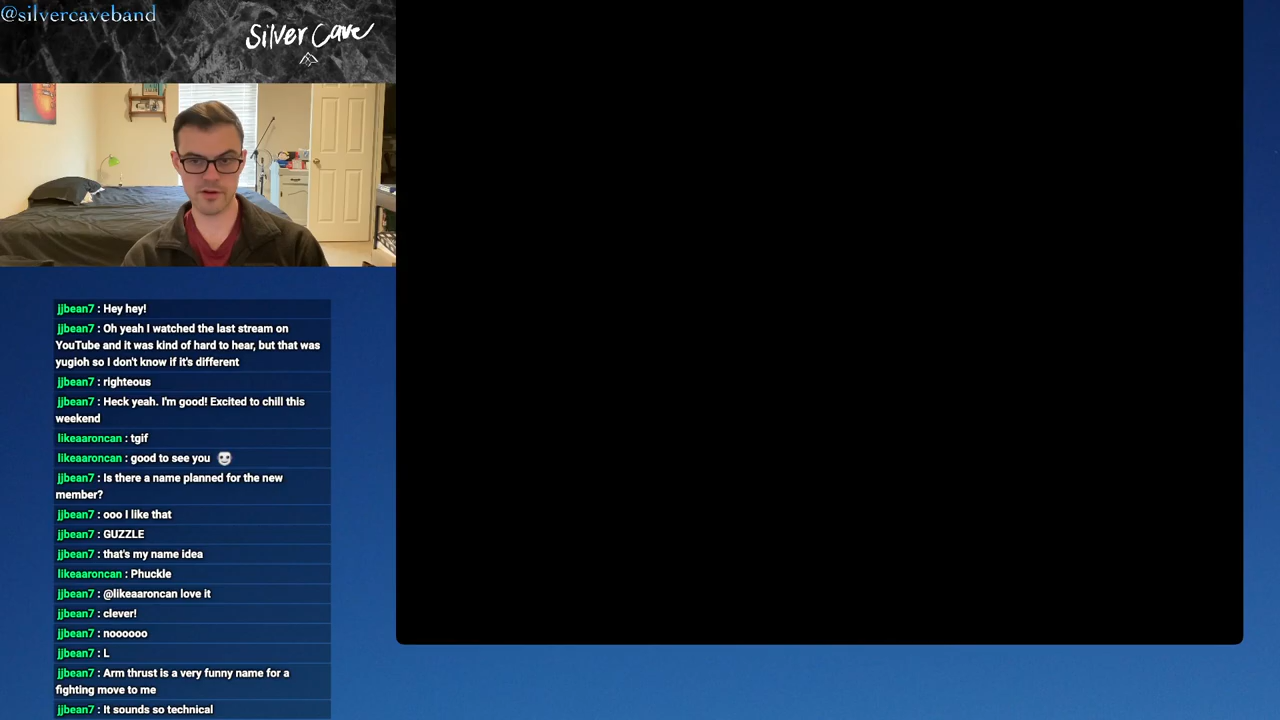 @silvercaveband
Silver Cave
jjbean7 : Hey hey!
jjbean7 : Oh yeah I watched the last stream on
YouTube and it was kind of hard to hear, but that was
yugioh so I don't know if it's different
jjbean7 : righteous
jjbean7 : Heck yeah. I'm good! Excited to chill this
weekend
likeaaroncan : tgif
likeaaroncan : good to see you
jjbean7 : Is there a name planned for the new
member?
jjbean7 : ooo I like that
jjbean7 : GUZZLE
jjbean7 : that's my name idea
likeaaroncan : Phuckle
jjbean7 : @likeaaroncan love it
jjbean7 : clever!
jjbean7 : noooooo
jjbean7 : L
jjbean7 : Arm thrust is a very funny name for a
fighting move to me
jjbean7 : It sounds so technical